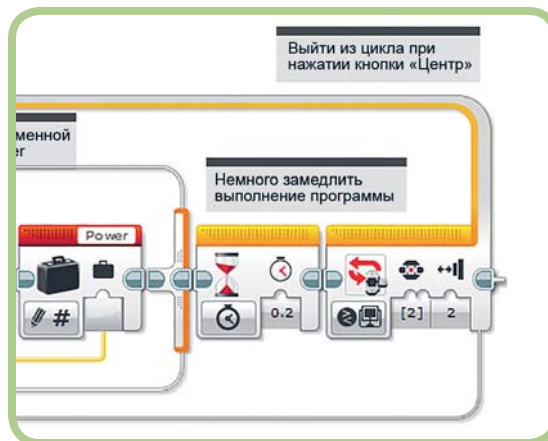 Выйти из цикла при
нажатии кнопки «Центр»
менной
er
Немного замедлить
выполнение программы
Power
#
0.2
[2]
2